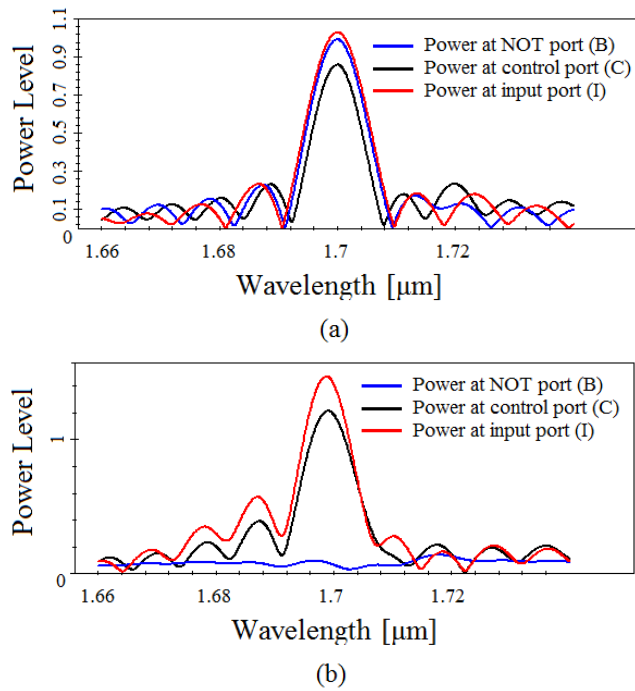 1.1
Power at NOT port (B)
0.9
Power at control port (C)
Power at input port (I)
0.7
Power Level
0.5
0.3
0.1
0
1.66
1.68
1.7
1.72
Wavelength [μm]
(a)
Power at NOT port (B)
Power at control port (C)
Power at input port (I)
Power Level
1
0
1.66
1.68
1.7
1.72
Wavelength [μm]
(b)